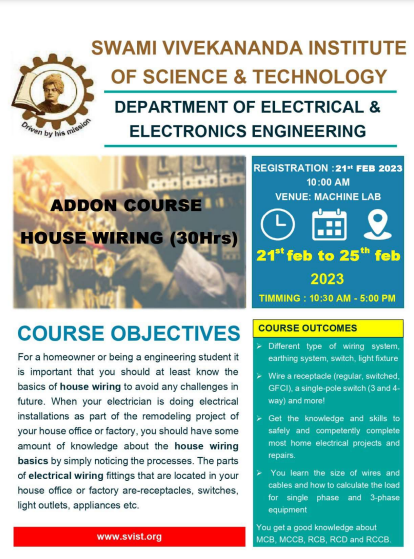 SWAMI VIVEKANANDA INSTITUTE
OF SCIENCE & TECHNOLOGY
Driven by his mission
DEPARTMENT OF ELECTRICAL &
ELECTRONICS ENGINEERING
ADDON COURSE
HOUSE WIRING (30Hrs)
REGISTRATION :21st FEB 2023
10:00 AM
VENUE: MACHINE LAB
21st feb to 25th feb
2023
TIMMING : 10:30 AM - 5:00 PM
COURSE OBJECTIVES
For a homeowner or being a engineering student it
is important that you should at least know the
basics of house wiring to avoid any challenges in
future. When your electrician is doing electrical
installations as part of the remodeling project of
your house office or factory, you should have some
amount of knowledge about the house wiring
basics by simply noticing the processes. The parts
of electrical wiring fittings that are located in your
house office or factory are-receptacles, switches,
light outlets, appliances etc.
www.svist.org
COURSE OUTCOMES
➢ Different type of wiring system,
earthing system, switch, light fixture
➢ Wire a receptacle (regular, switched,
GFCI), a single-pole switch (3 and 4-
way) and more!
➢ Get the knowledge and skills to
safely and competently complete
most home electrical projects and
repairs.
➢ You learn the size of wires and
cables and how to calculate the load
for single phase and 3-phase
equipment
You get a good knowledge about
MCB, MCCB, RCB, RCD and RCCB.